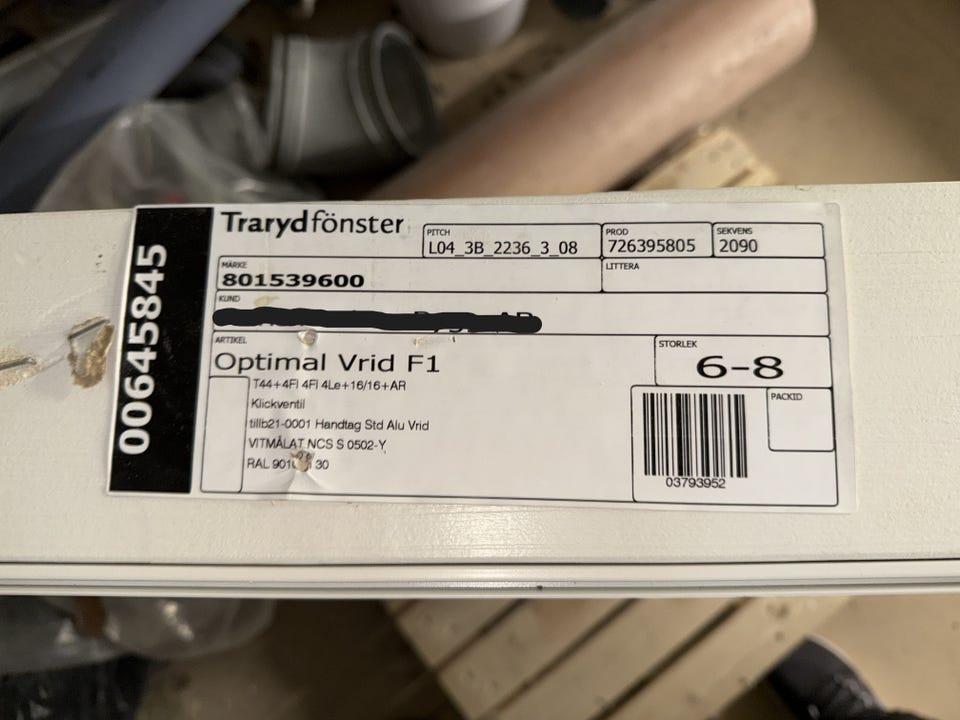 00645845
Trarydfönster
PITCH
L04_3B_2236_3_08
PROD
726395805
SEKVENS
2090
MÄRKE
801539600
LITTERA
KUND
ARTIKEL
Optimal Vrid F1
STORLEK
6-8
T44+4Fl 4Fl 4Le+16/16+AR
Klickventil
tillb21-0001 Handtag Std Alu Vrid
VITMÅLAT NCS S 0502-Y
RAL 30
PACKID
03793952